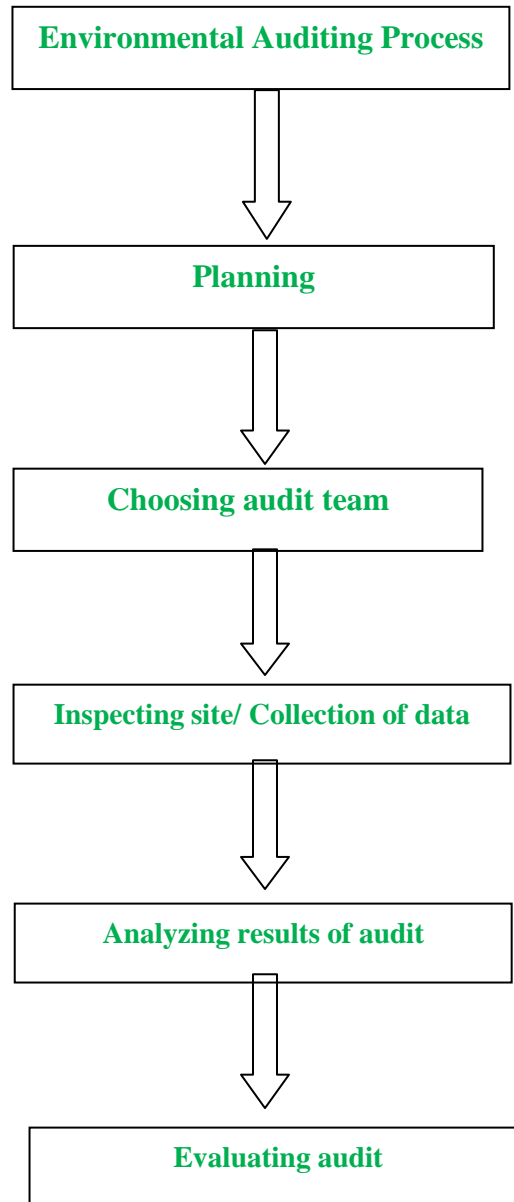 Environmental Auditing Process
Planning
Choosing audit team
Inspecting site/ Collection of data
Analyzing results of audit
Evaluating audit